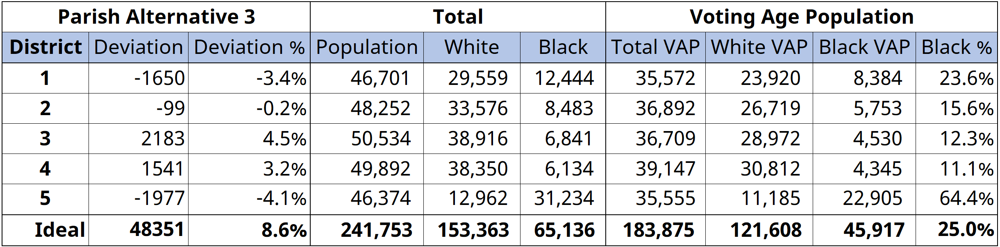 Parish Alternative 3 Total Voting Age Population
District Deviation Deviation % Population White Black Total VAP White VAP Black VAP Black %
1 -1650 -3.4% 46,701 29,559 12,444 35,572 23,920 8,384 23.6%
2 -99 -0.2% 48,252 33,576 8,483 36,892 26,719 5,753 15.6%
3 2183 4.5% 50,534 38,916 6,841 36,709 28,972 4,530 12.3%
4 1541 3.2% 49,892 38,350 6,134 39,147 30,812 4,345 11.1%
5 -1977 -4.1% 46,374 12,962 31,234 35,555 11,185 22,905 64.4%
Ideal 48351 8.6% 241,753 153,363 65,136 183,875 121,608 45,917 25.0%